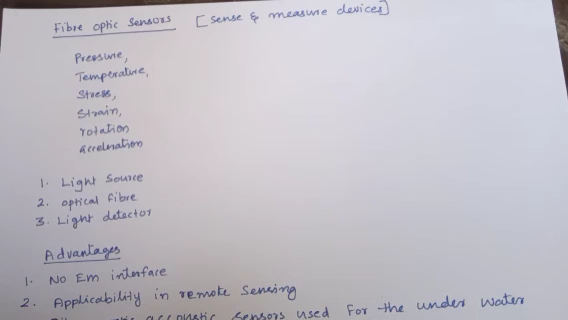 Fibre optic Sensors [sense & measure devices]
Pressure,
Temperature,
Stress,
Strain,
rotation
acceleration
1. Light Source
2. optical fibre
3. Light detector
Advantages
1. No Em interface
2. Applicability in remote Sensing
accoustic Sensors used For the under water